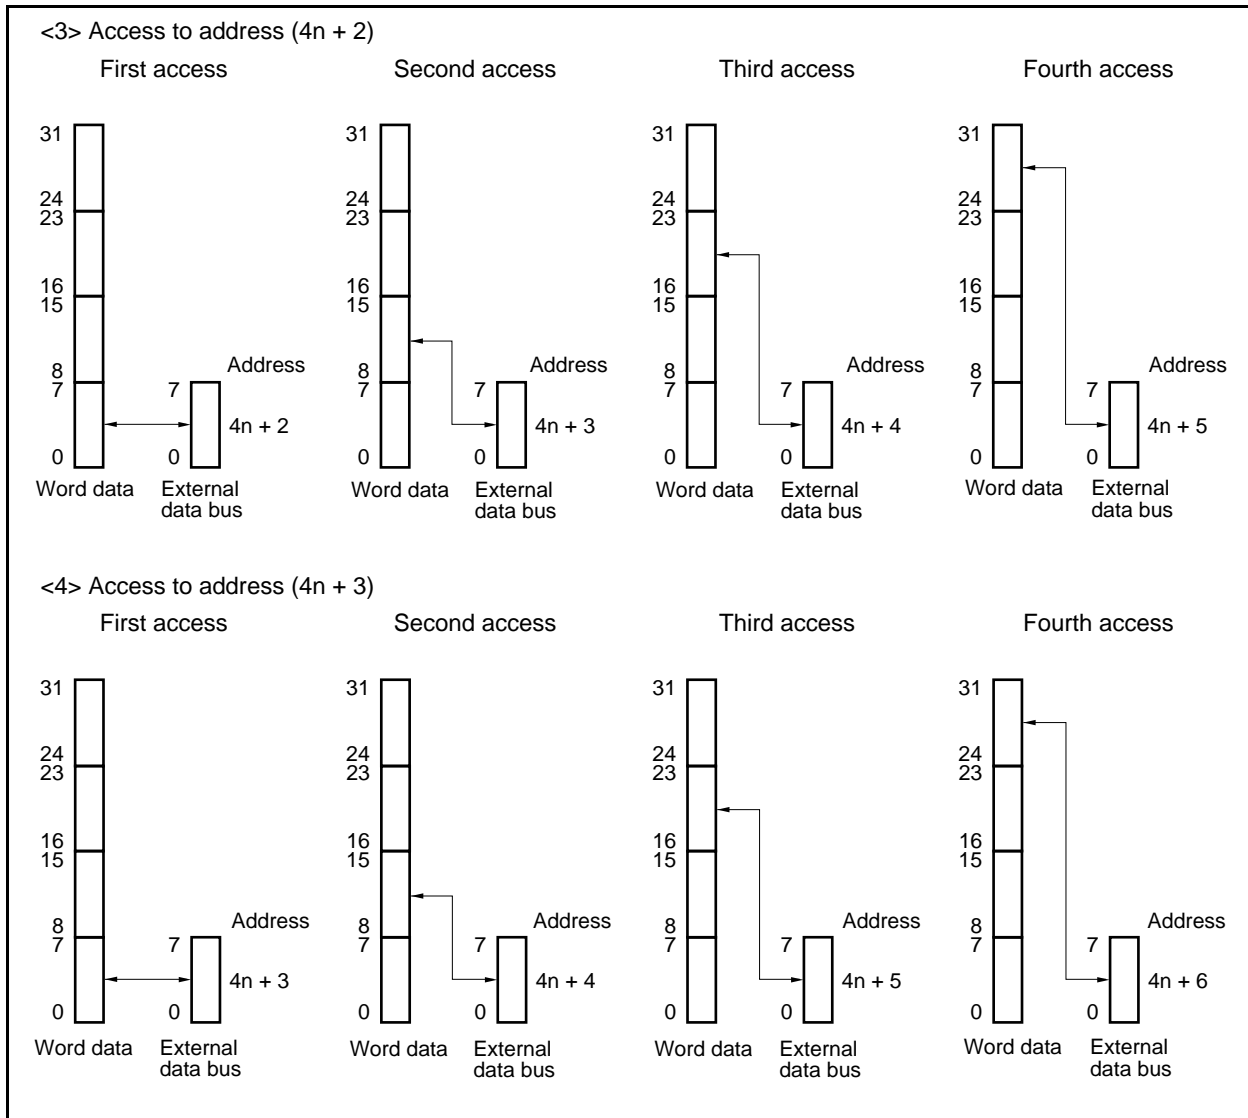 <3> Access to address (4n + 2)
First access Second access Third access Fourth access
31 31 31 31
24 24 24 24
23 23 23 23
16 16 16 16
15 15 15 15
Address Address Address Address
8 8 8 8
7 7 7 7 7 7 7 7
4n + 2 4n + 3 4n + 4 4n + 5
0 0 0 0 0 0 0 0
Word data External Word data External Word data External Word data External
data bus data bus data bus data bus
<4> Access to address (4n + 3)
First access Second access Third access Fourth access
31 31 31 31
24 24 24 24
23 23 23 23
16 16 16 16
15 15 15 15
Address Address Address Address
8 8 8 8
7 7 7 7 7 7 7 7
4n + 3 4n + 4 4n + 5 4n + 6
0 0 0 0 0 0 0 0
Word data External Word data External Word data External Word data External
data bus data bus data bus data bus